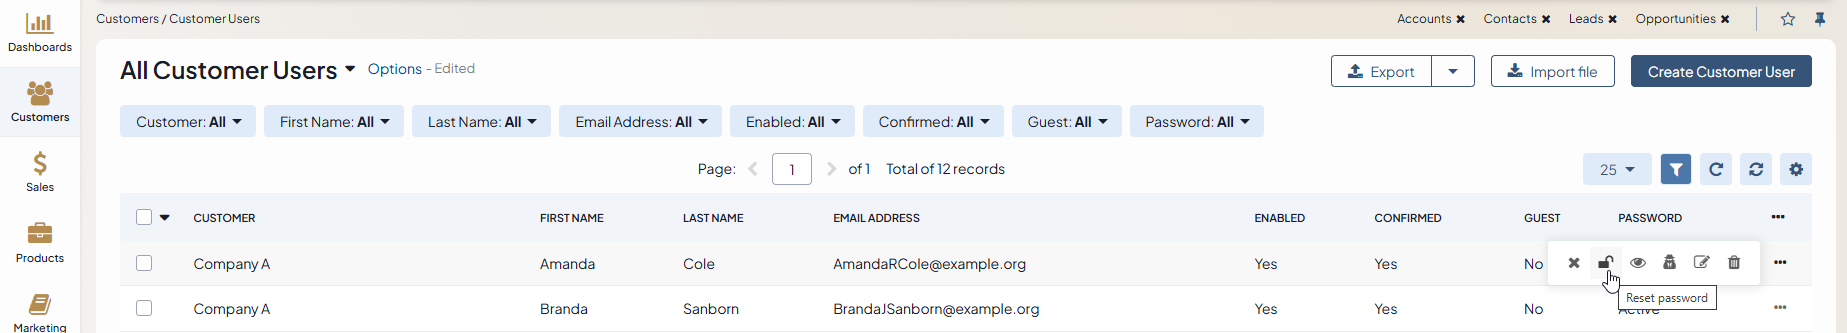 Customers / Customer Users
Accounts ✖ Contacts ✖ Leads ✖ Opportunities ✖
Dashboards
Customers
Sales
Products
Marketing
All Customer Users Options - Edited
Export Import file Create Customer User
Customer: All First Name: All Last Name: All Email Address: All Enabled: All Confirmed: All Guest: All Password: All
Page: 1 of 1 Total of 12 records 25
CUSTOMER FIRST NAME LAST NAME EMAIL ADDRESS ENABLED CONFIRMED GUEST PASSWORD •••
Company A Amanda Cole AmandaRCole@example.org Yes Yes No •••
Reset password
Company A Branda Sanborn BrandaJSanborn@example.org Yes Yes No Active •••